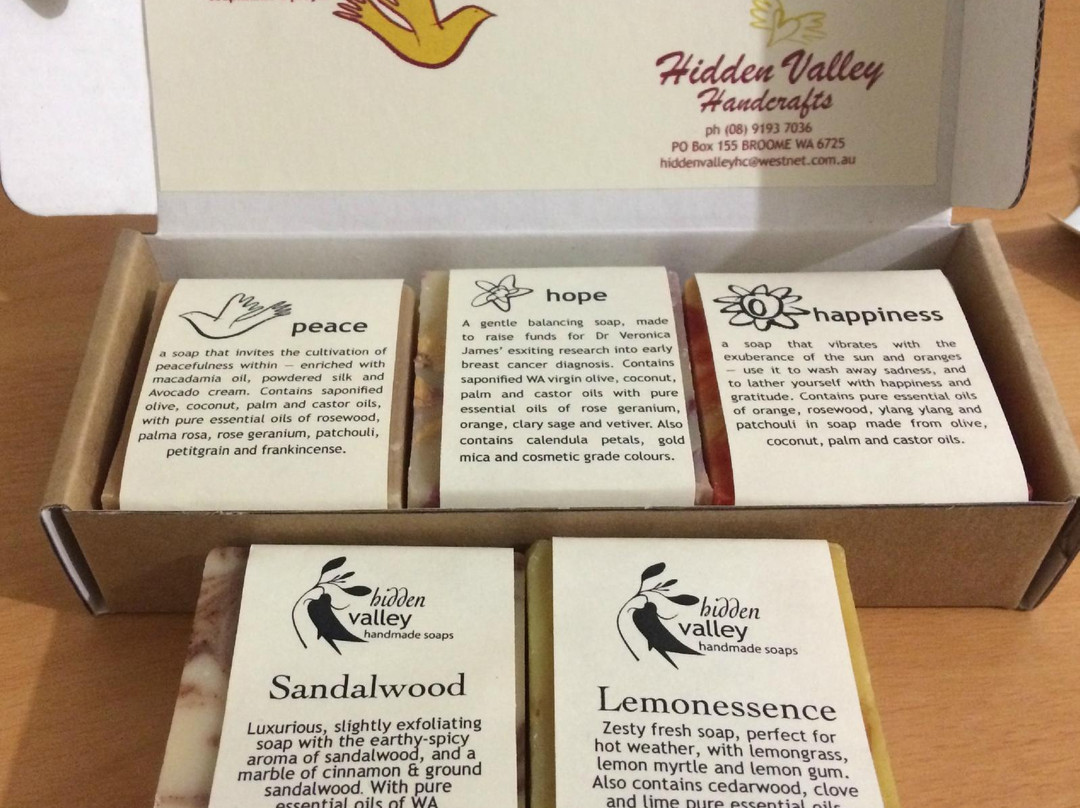 Hidden Valley
Handcrafts
ph (08) 9193 7036
PO Box 155 BROOME WA 6725
hiddenvalleyhc@westnet.com.au
peace
a soap that invites the cultivation of
peacefulness within — enriched with
macadamia oil, powdered silk and
Avocado cream. Contains saponified
olive, coconut, palm and castor oils,
with pure essential oils of rosewood,
palma rosa, rose geranium, patchouli,
petitgrain and frankincense.
hope
A gentle balancing soap, made
to raise funds for Dr Veronica
James' esxiting research into early
breast cancer diagnosis. Contains
saponified WA virgin olive, coconut,
palm and castor oils with pure
essential oils of rose geranium,
orange, clary sage and vetiver. Also
contains calendula petals, gold
mica and cosmetic grade colours.
happiness
a soap that vibrates with the
exuberance of the sun and oranges
— use it to wash away sadness, and
to lather yourself with happiness and
gratitude. Contains pure essential oils
of orange, rosewood, ylang ylang and
patchouli in soap made from olive,
coconut, palm and castor oils.
hidden
valley
handmade soaps
Sandalwood
Luxurious, slightly exfoliating
soap with the earthy-spicy
aroma of sandalwood, and a
marble of cinnamon & ground
sandalwood. With pure
essential oils of WA
hidden
valley
handmade soaps
Lemonessence
Zesty fresh soap, perfect for
hot weather, with lemongrass,
lemon myrtle and lemon gum.
Also contains cedarwood, clove
and lime pure essential oils